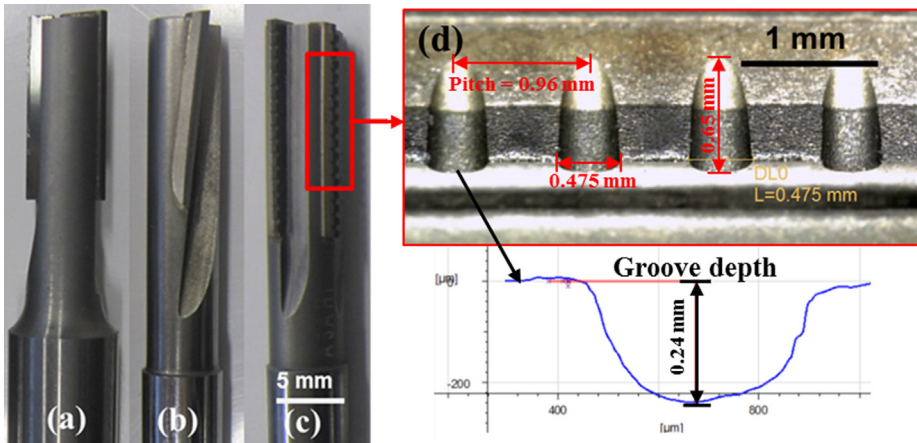 (d)
1 mm
Pitch = 0.96 mm
0.65 mm
0.475 mm
DL0
L=0.475 mm
[µm]
Groove depth
0
0.24 mm
-200
5 mm
(a)
(b)
(c)
400
[µm]
800